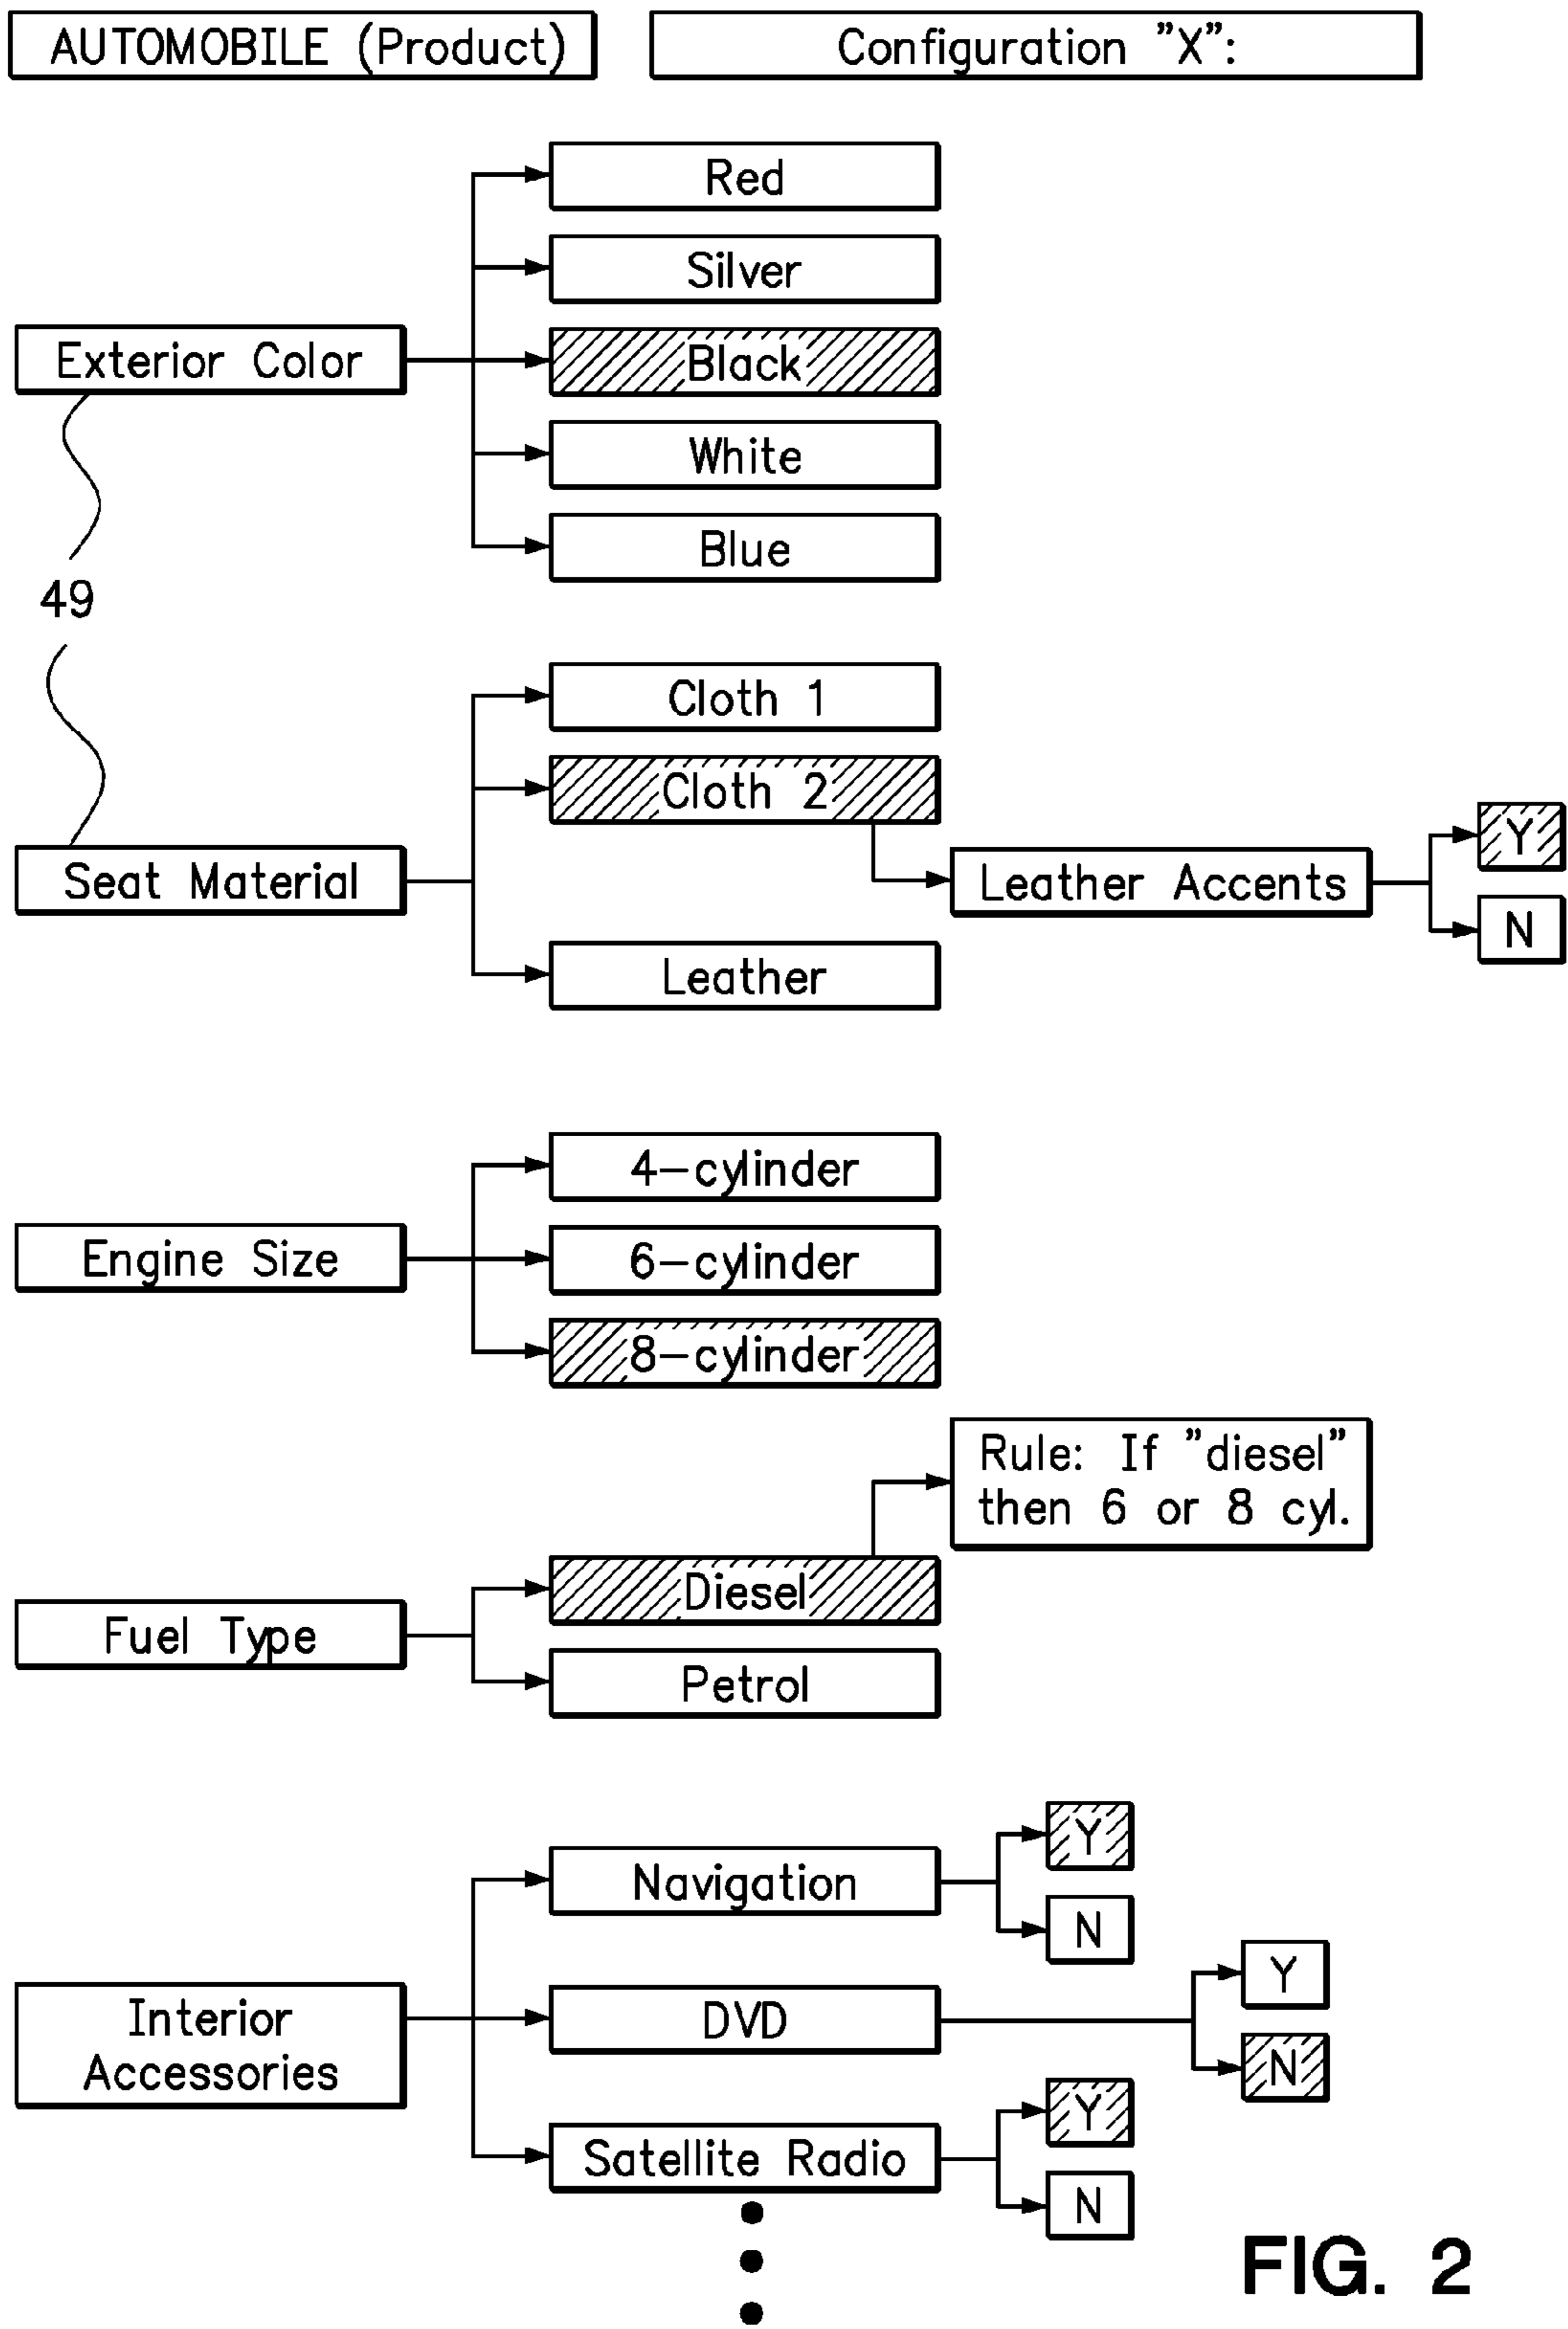 AUTOMOBILE (Product)
Configuration "X":
Red
Silver
Exterior Color
Black
White
Blue
49
Cloth 1
Cloth 2
Seat Material
Leather Accents
Y
N
Leather
4-cylinder
Engine Size
6-cylinder
8-cylinder
Rule: If "diesel"
then 6 or 8 cyl.
Fuel Type
Diesel
Petrol
Navigation
Y
N
Interior
Accessories
DVD
Y
N
Satellite Radio
Y
N
FIG. 2